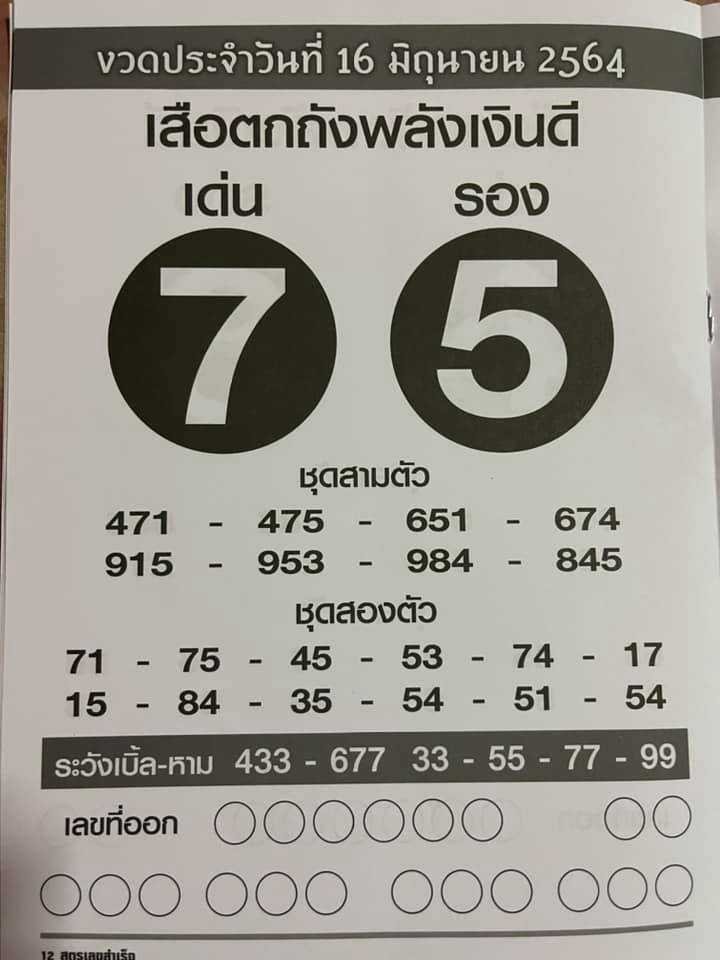 งวดประจำวันที่ 16 มิถุนายน 2564
เสือตกถังพลังเงินดี
เด่น รอง
7 5
ชุดสามตัว
471 - 475 - 651 - 674
915 - 953 - 984 - 845
ชุดสองตัว
71 - 75 - 45 - 53 - 74 - 17
15 - 84 - 35 - 54 - 51 - 54
ระวังเบิ้ล-หาม 433 - 677 33 - 55 - 77 - 99
เลขที่ออก
12 สูตรเลขสำเร็จ